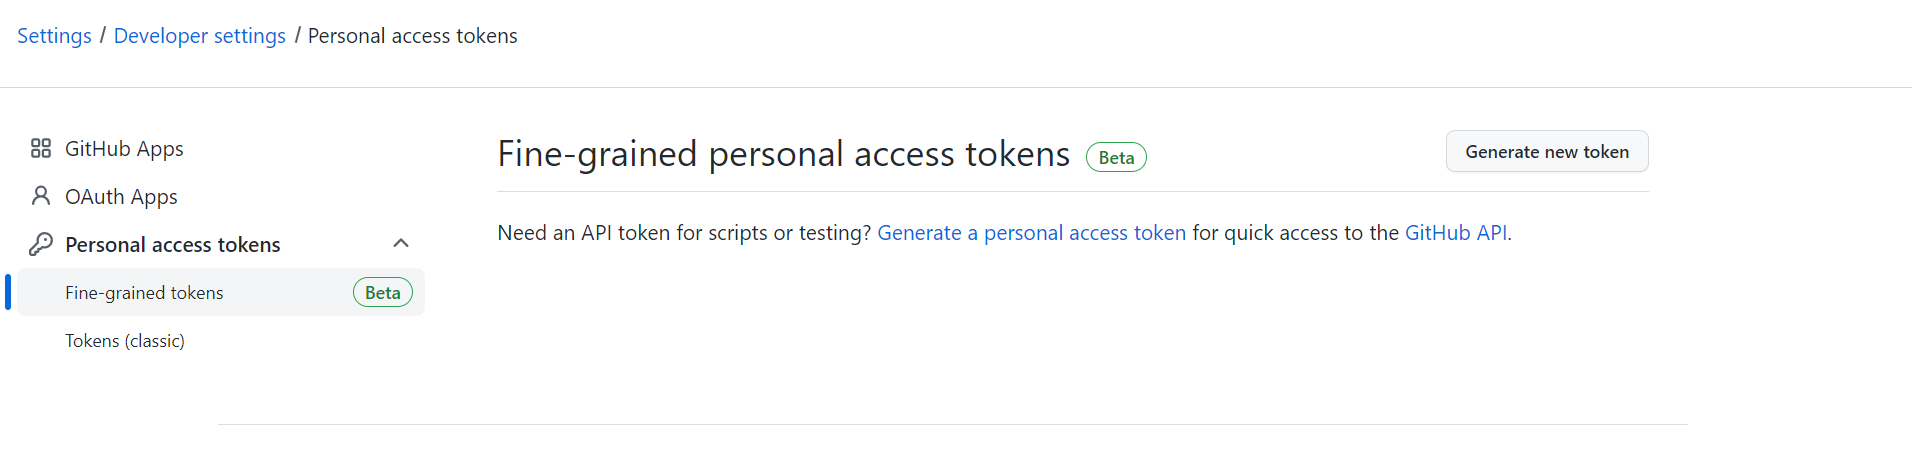 Settings / Developer settings / Personal access tokens
GitHub Apps
OAuth Apps
Personal access tokens
Fine-grained tokens Beta
Tokens (classic)
Fine-grained personal access tokens Beta
Generate new token
Need an API token for scripts or testing? Generate a personal access token for quick access to the GitHub API.